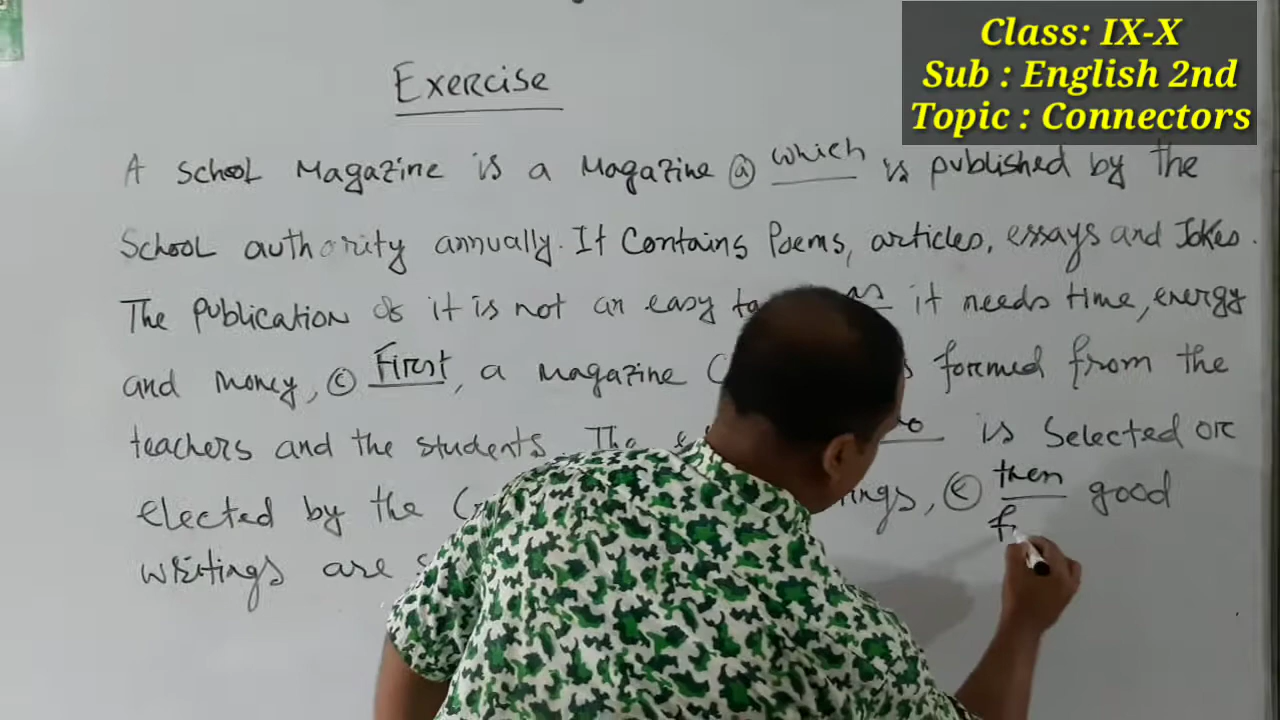 Class: IX-X
Sub : English 2nd
Topic : Connectors
Exercise
A School Magazine is a Magazine ⓐ which is published by the
School authority annually. It Contains Poems, articles, essays and Jokes.
The Publication of it is not an easy as it needs time, energy
and money, ⓒ First, a magazine formed from the
teachers and the students. The is Selected or
elected by the ⓔ then good
writings are